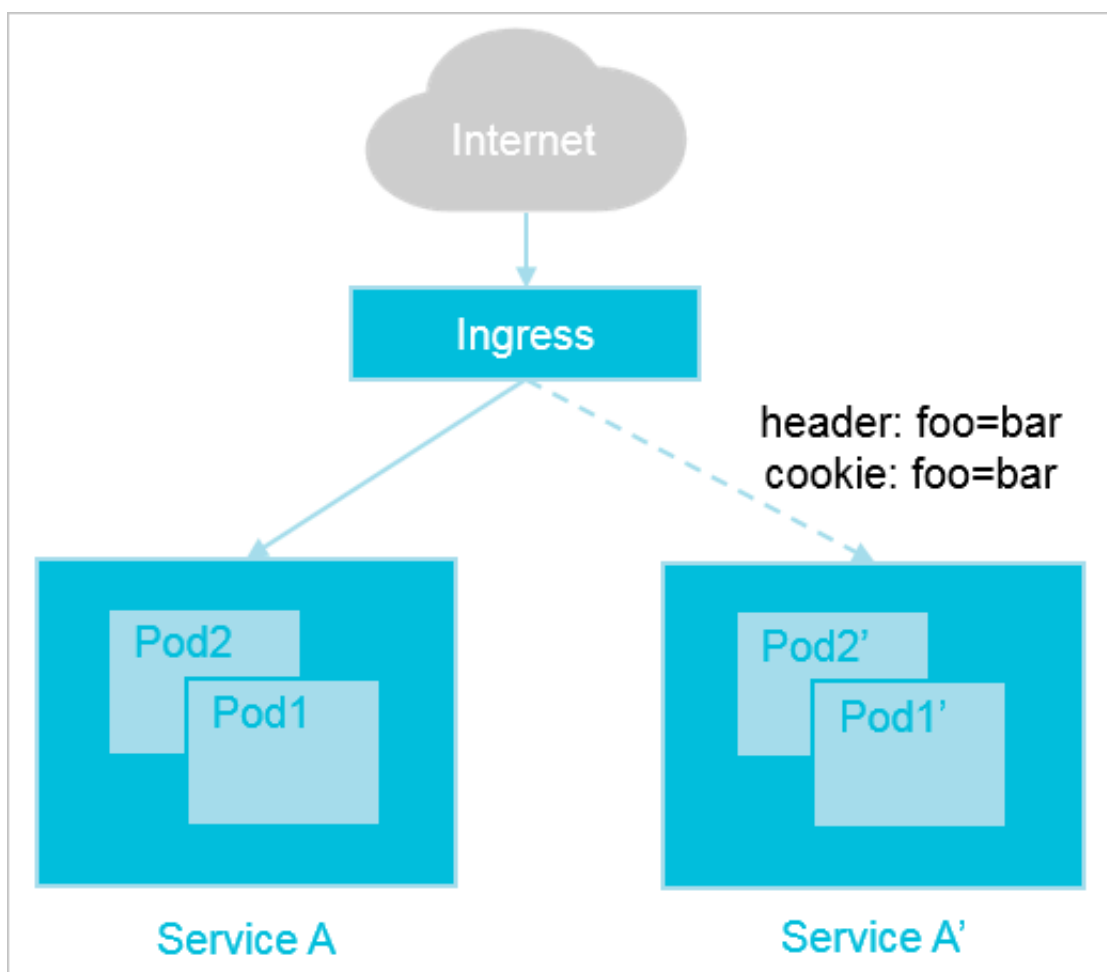 Internet
Ingress
header: foo=bar
cookie: foo=bar
Pod2
Pod1
Pod2’
Pod1’
Service A
Service A’